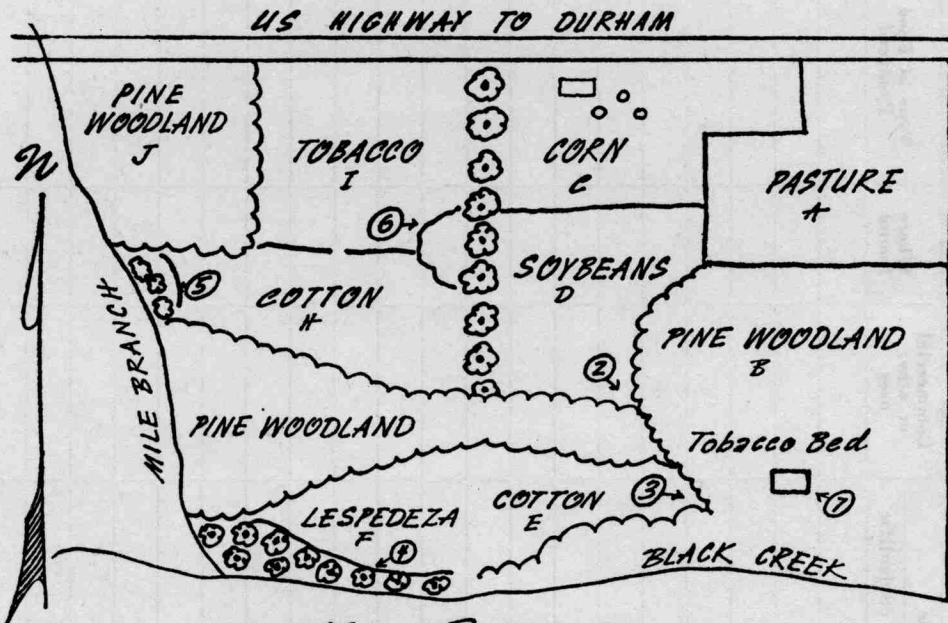 US HIGHWAY TO DURHAM
PINE
WOODLAND
J
TOBACCO
I
CORN
C
PASTURE
A
N
6
SOYBEANS
D
5
COTTON
H
PINE WOODLAND
B
2
MILE BRANCH
PINE WOODLAND
Tobacco Bed
COTTON
E
3
7
LESPEDEZA
F
4
BLACK CREEK